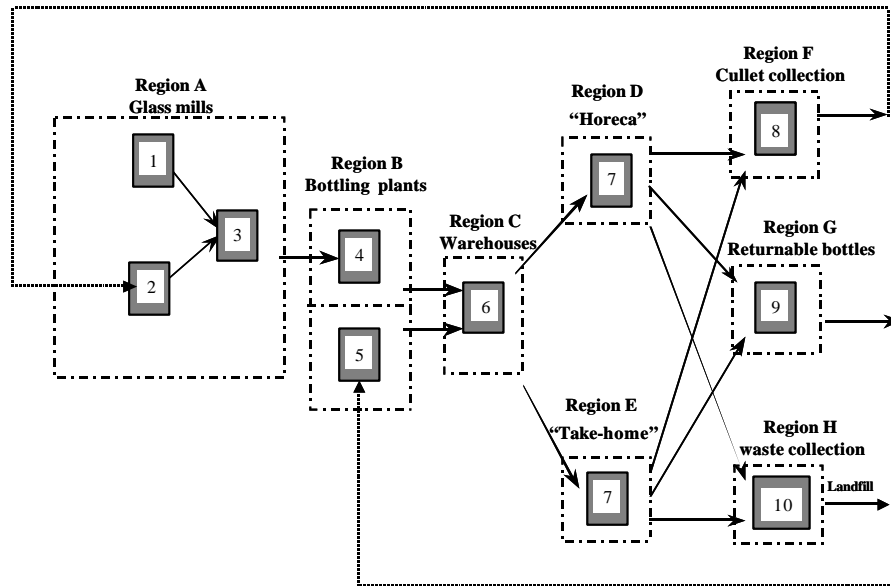 Region A
Glass mills
1
2
3
Region B
Bottling plants
4
5
Region C
Warehouses
6
Region D
“Horeca”
7
Region E
“Take-home”
7
Region F
Cullet collection
8
Region G
Returnable bottles
9
Region H
waste collection
10
Landfill